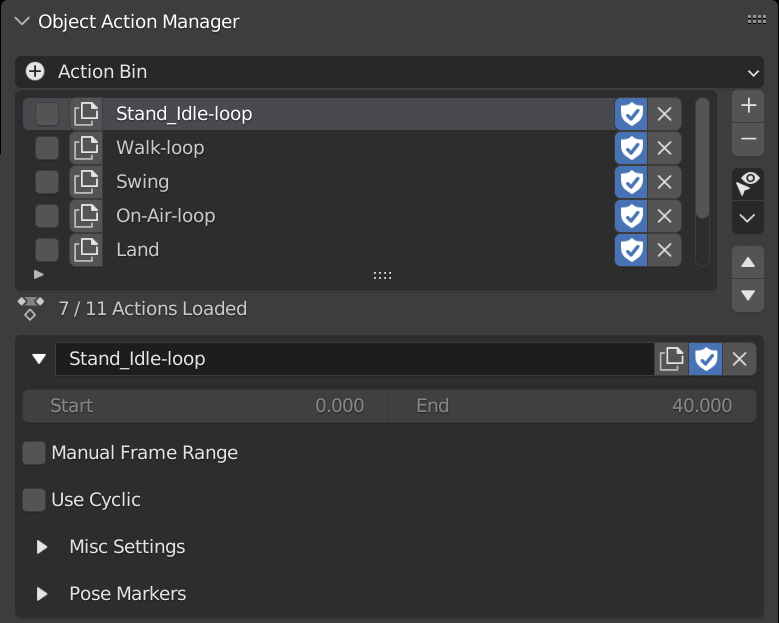 Object Action Manager
Action Bin
Stand_Idle-loop
Walk-loop
Swing
On-Air-loop
Land
7 / 11 Actions Loaded
Stand_Idle-loop
Start 0.000 End 40.000
Manual Frame Range
Use Cyclic
Misc Settings
Pose Markers